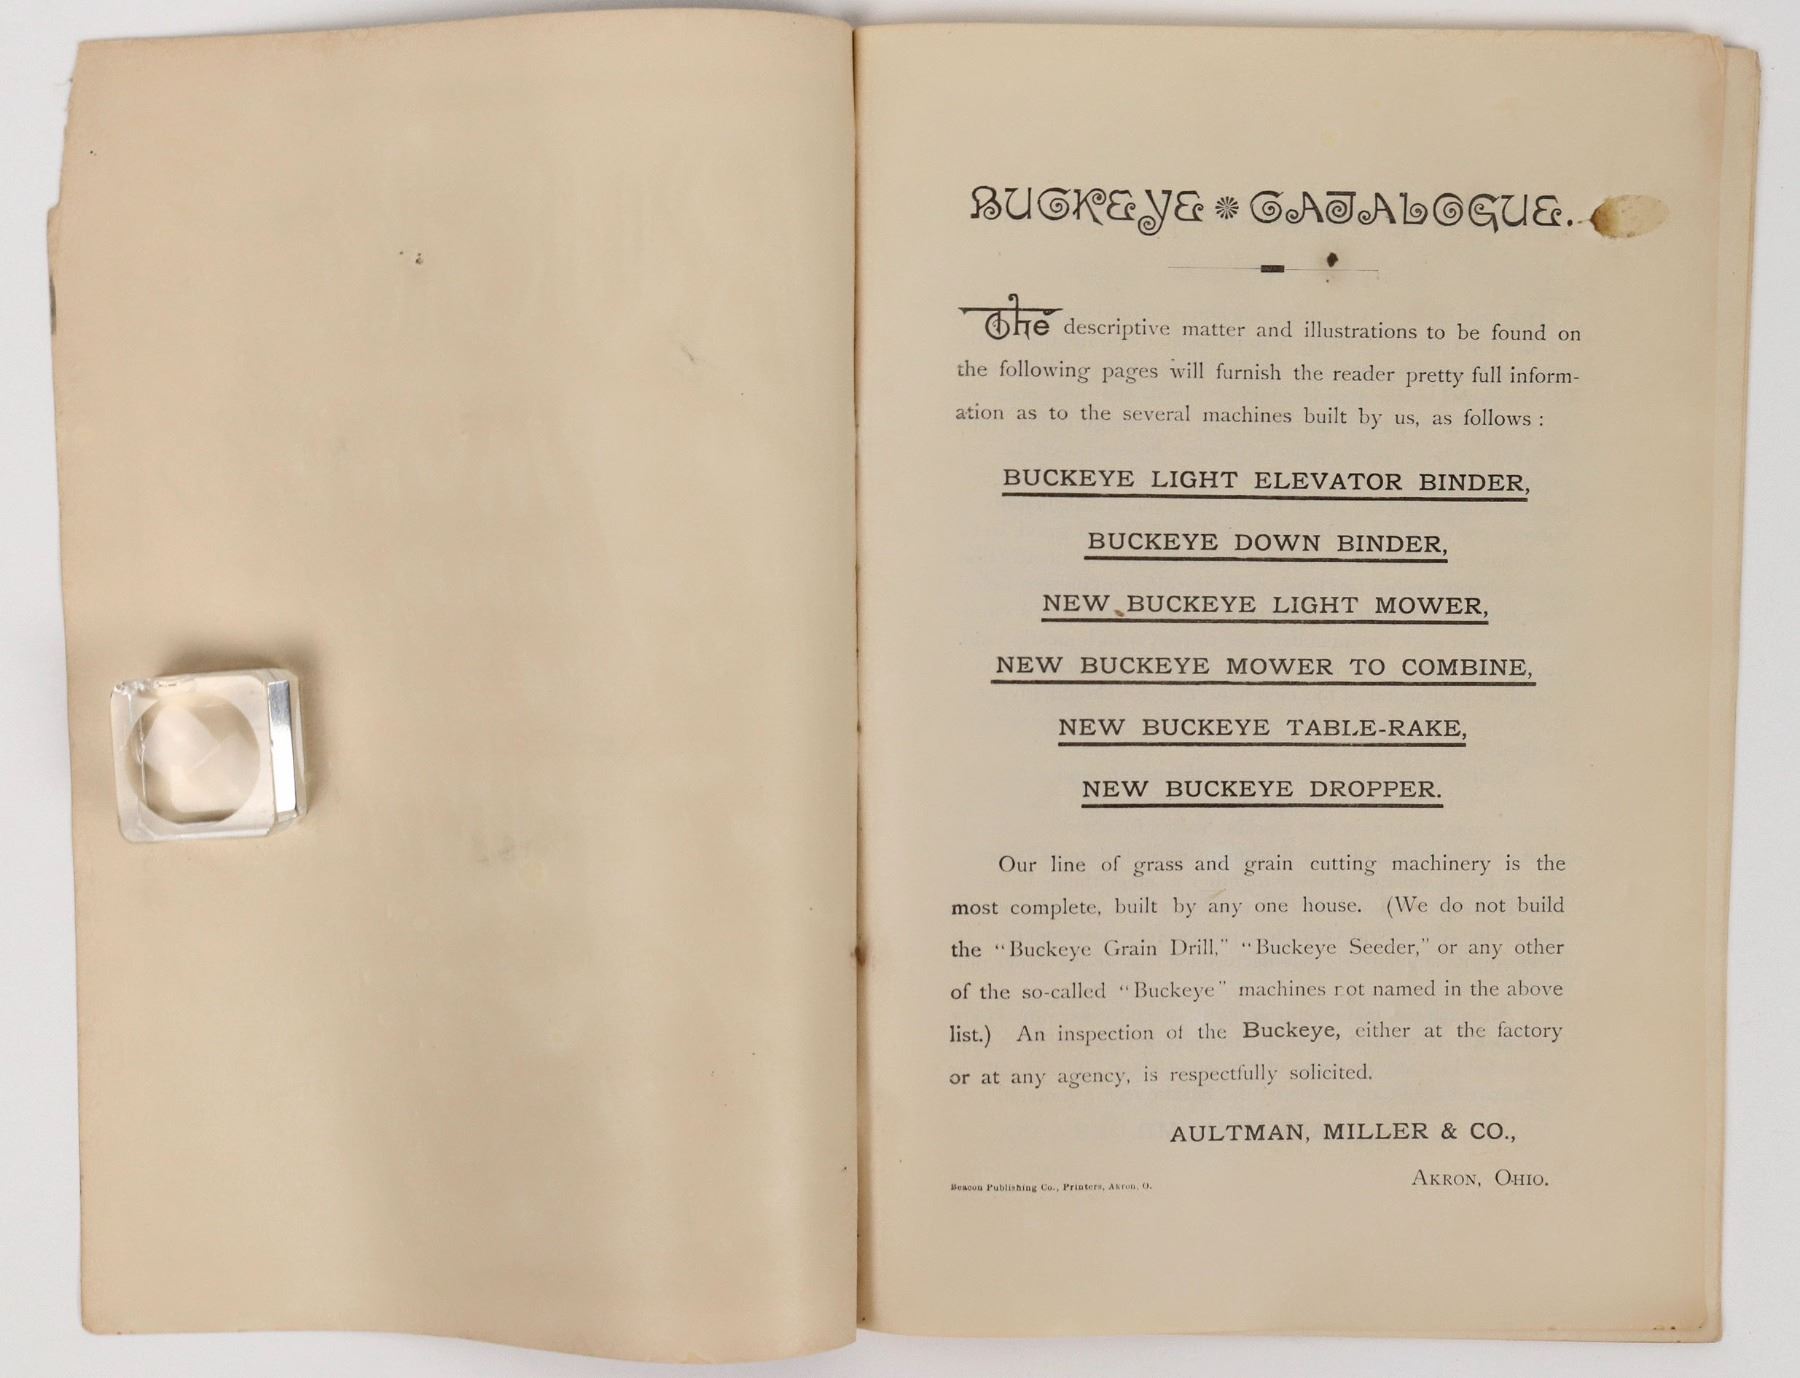 BUCKEYE CATALOGUE.
The descriptive matter and illustrations to be found on
the following pages will furnish the reader pretty full inform-
ation as to the several machines built by us, as follows :
BUCKEYE LIGHT ELEVATOR BINDER,
BUCKEYE DOWN BINDER,
NEW BUCKEYE LIGHT MOWER,
NEW BUCKEYE MOWER TO COMBINE,
NEW BUCKEYE TABLE-RAKE,
NEW BUCKEYE DROPPER.
Our line of grass and grain cutting machinery is the
most complete, built by any one house. (We do not build
the "Buckeye Grain Drill," "Buckeye Seeder," or any other
of the so-called "Buckeye" machines not named in the above
list.) An inspection of the Buckeye, either at the factory
or at any agency, is respectfully solicited.
AULTMAN, MILLER & CO.,
AKRON, OHIO.
Beacon Publishing Co., Printers, Akron, O.